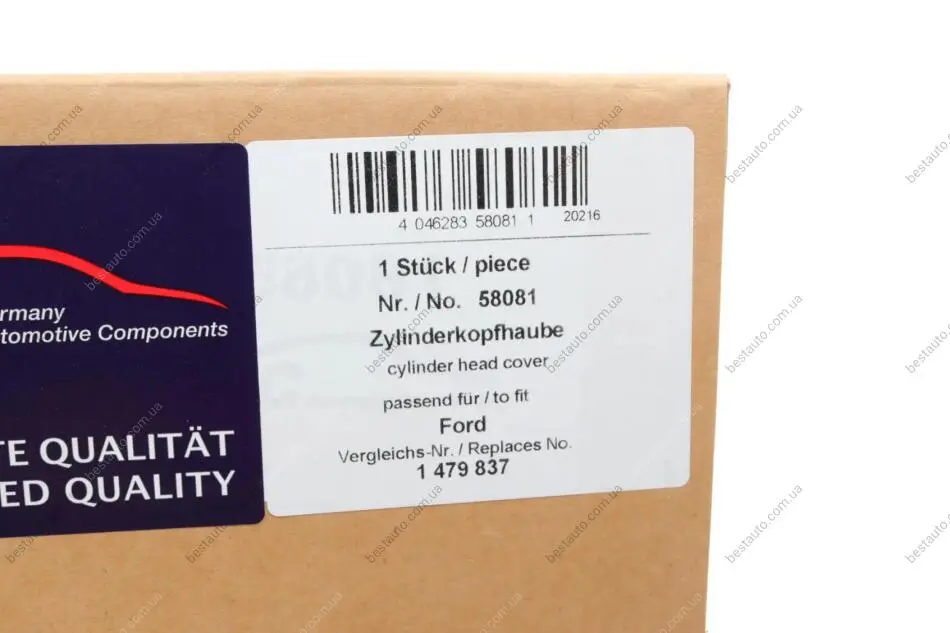 4 046283 58081 1 20216
1 Stück / piece
Nr. / No. 58081
Zylinderkopfhaube
cylinder head cover
passend für / to fit
Ford
Vergleichs-Nr. / Replaces No.
1 479 837
ermany
tomotive Components
TE QUALITÄT
ED QUALITY
bestauto.com.ua